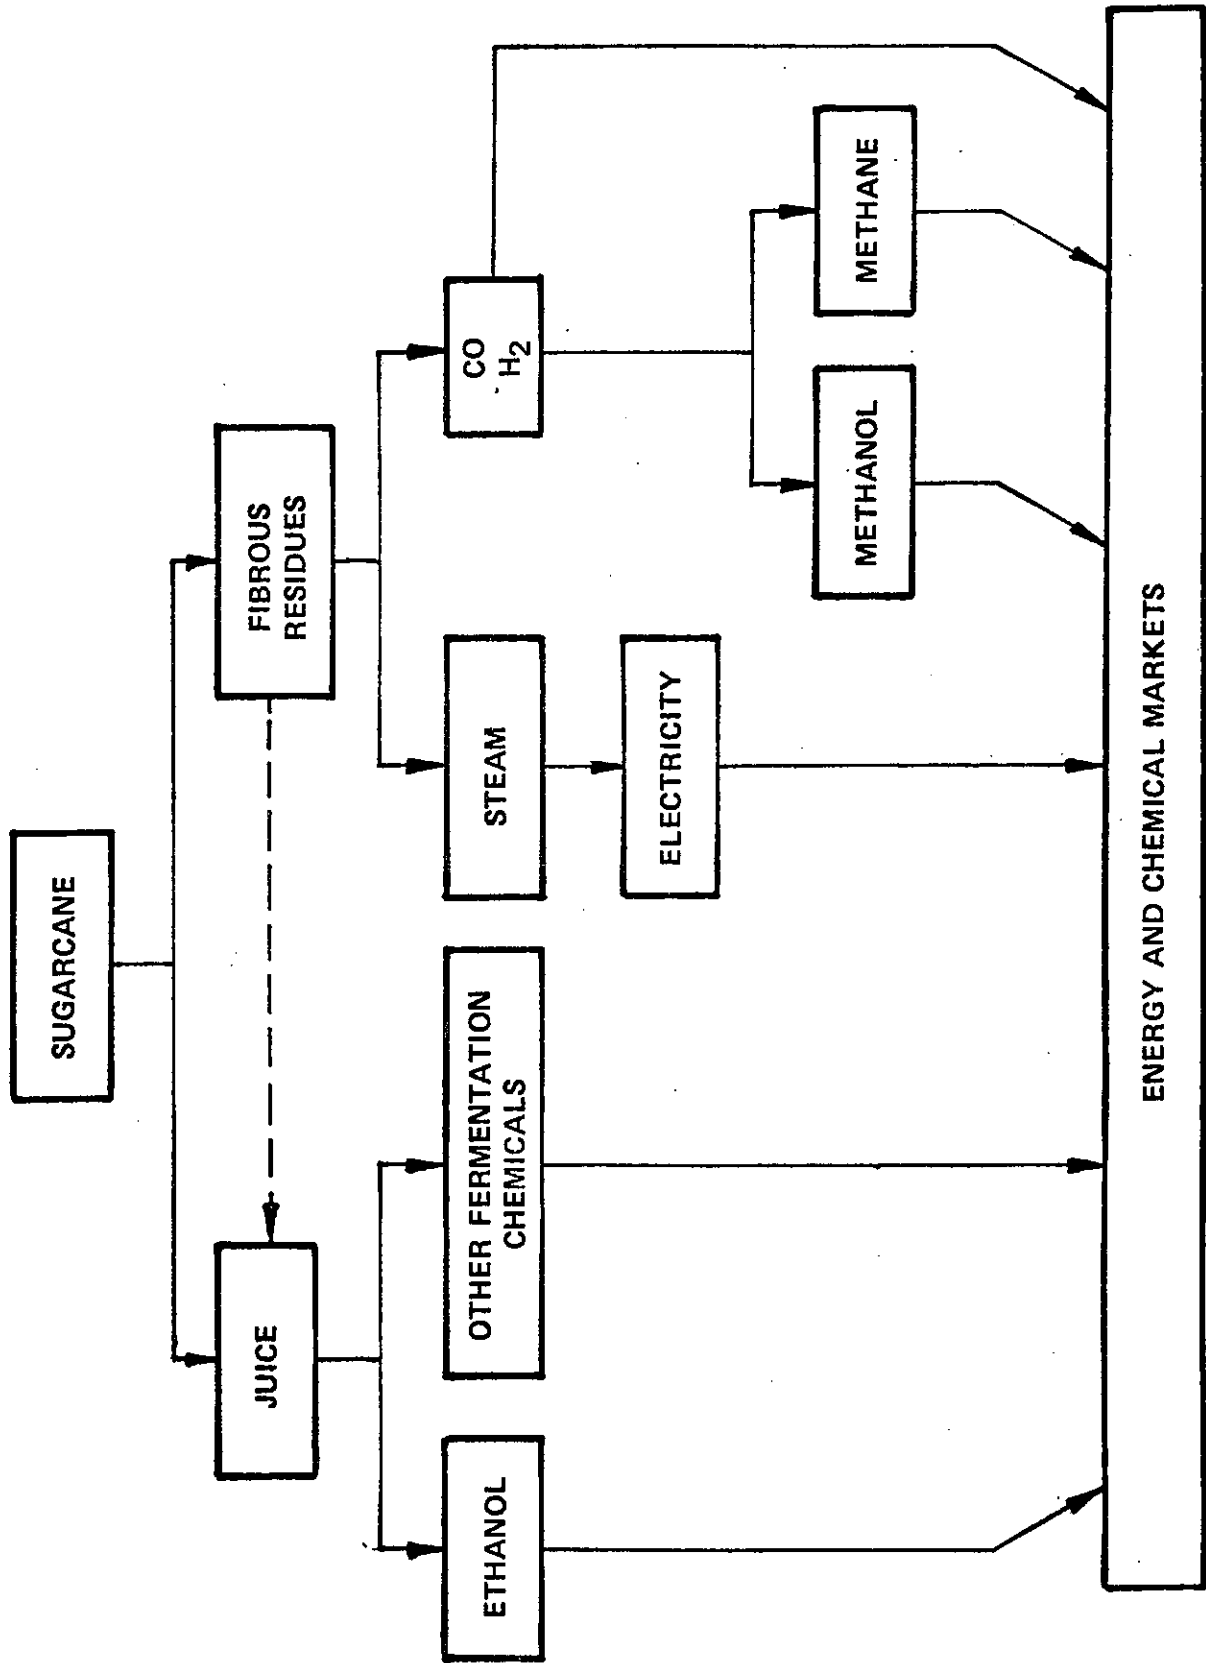 SUGARCANE
JUICE
FIBROUS
RESIDUES
ETHANOL
OTHER FERMENTATION
CHEMICALS
STEAM
CO
H₂
ELECTRICITY
METHANOL
METHANE
ENERGY AND CHEMICAL MARKETS